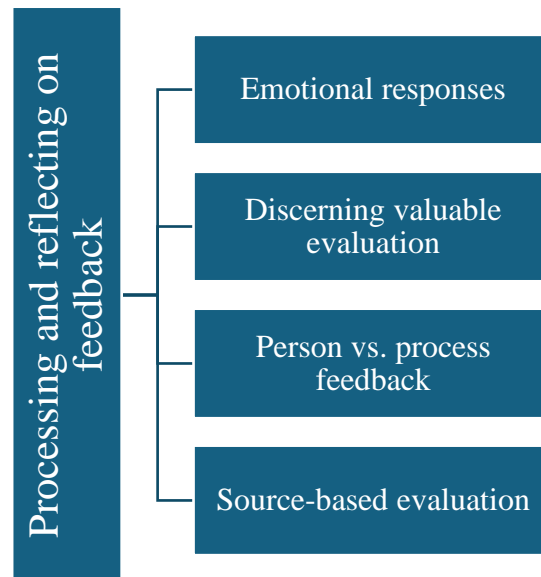 Processing and reflecting on
feedback
Emotional responses
Discerning valuable
evaluation
Person vs. process
feedback
Source-based evaluation